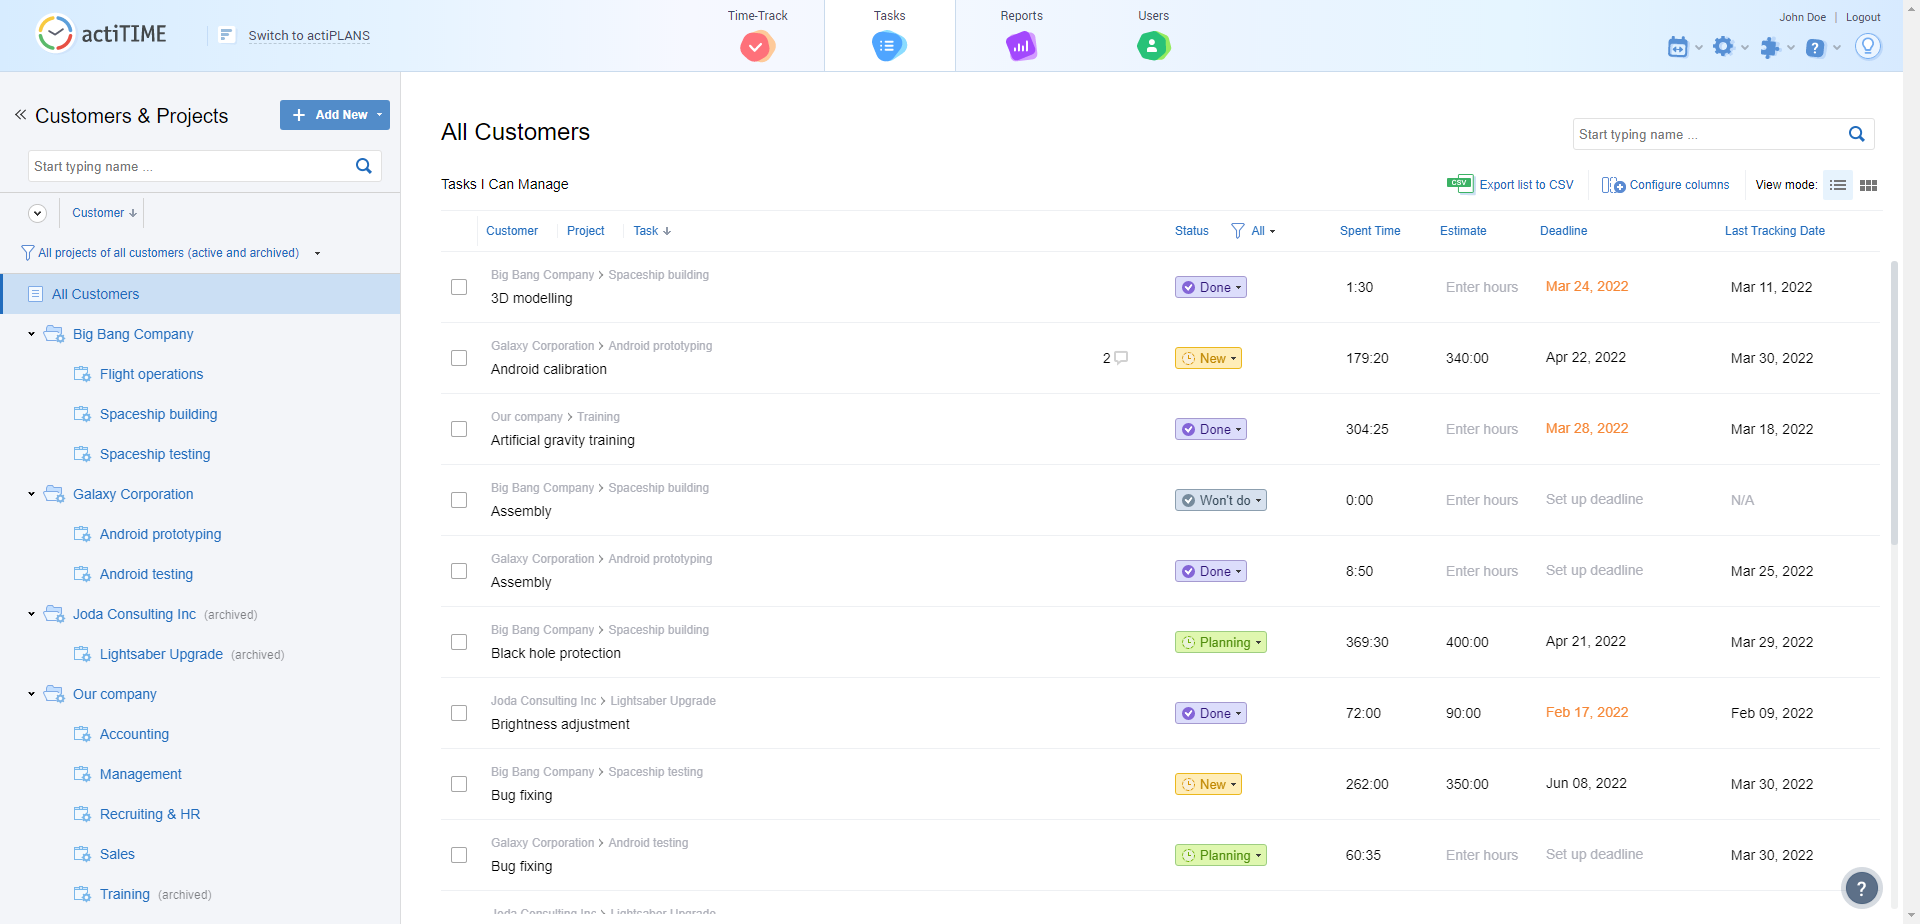 actiTIME
Switch to actiPLANS
Time-Track
Tasks
Reports
Users
John Doe | Logout
Customers & Projects
+ Add New
Start typing name ...
Customer ↓
All projects of all customers (active and archived)
All Customers
Big Bang Company
Flight operations
Spaceship building
Spaceship testing
Galaxy Corporation
Android prototyping
Android testing
Joda Consulting Inc (archived)
Lightsaber Upgrade (archived)
Our company
Accounting
Management
Recruiting & HR
Sales
Training (archived)
All Customers
Start typing name ...
Tasks I Can Manage
CSV Export list to CSV
Configure columns
View mode:
Customer Project Task ↓ Status All Spent Time Estimate Deadline Last Tracking Date
Big Bang Company > Spaceship building
3D modelling Done 1:30 Enter hours Mar 24, 2022 Mar 11, 2022
Galaxy Corporation > Android prototyping
Android calibration 2 New 179:20 340:00 Apr 22, 2022 Mar 30, 2022
Our company > Training
Artificial gravity training Done 304:25 Enter hours Mar 28, 2022 Mar 18, 2022
Big Bang Company > Spaceship building
Assembly Won't do 0:00 Enter hours Set up deadline N/A
Galaxy Corporation > Android prototyping
Assembly Done 8:50 Enter hours Set up deadline Mar 25, 2022
Big Bang Company > Spaceship building
Black hole protection Planning 369:30 400:00 Apr 21, 2022 Mar 29, 2022
Joda Consulting Inc > Lightsaber Upgrade
Brightness adjustment Done 72:00 90:00 Feb 17, 2022 Feb 09, 2022
Big Bang Company > Spaceship testing
Bug fixing New 262:00 350:00 Jun 08, 2022 Mar 30, 2022
Galaxy Corporation > Android testing
Bug fixing Planning 60:35 Enter hours Set up deadline Mar 30, 2022
Joda Consulting Inc > Lightsaber Upgrade
?